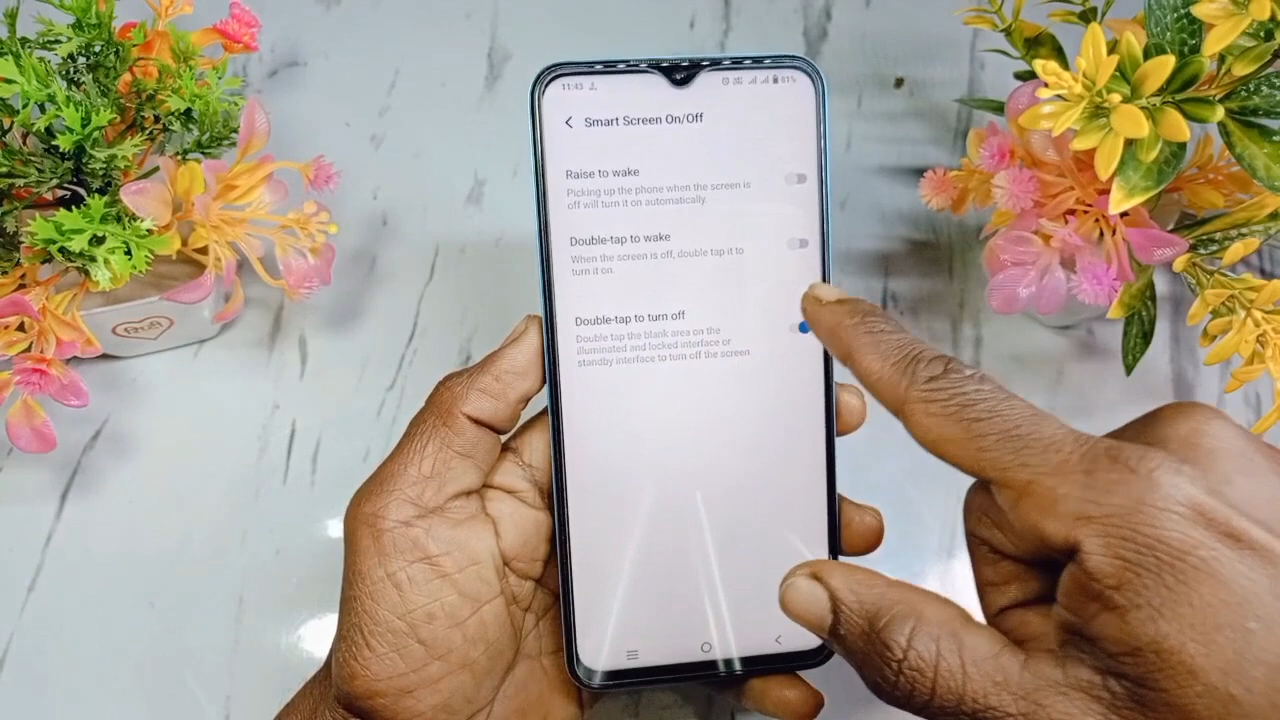 11:43
81%
Smart Screen On/Off
Raise to wake
Picking up the phone when the screen is
off will turn it on automatically.
Double-tap to wake
When the screen is off, double tap it to
turn it on.
Double-tap to turn off
Double tap the blank area on the
illuminated and locked interface or
standby interface to turn off the screen.